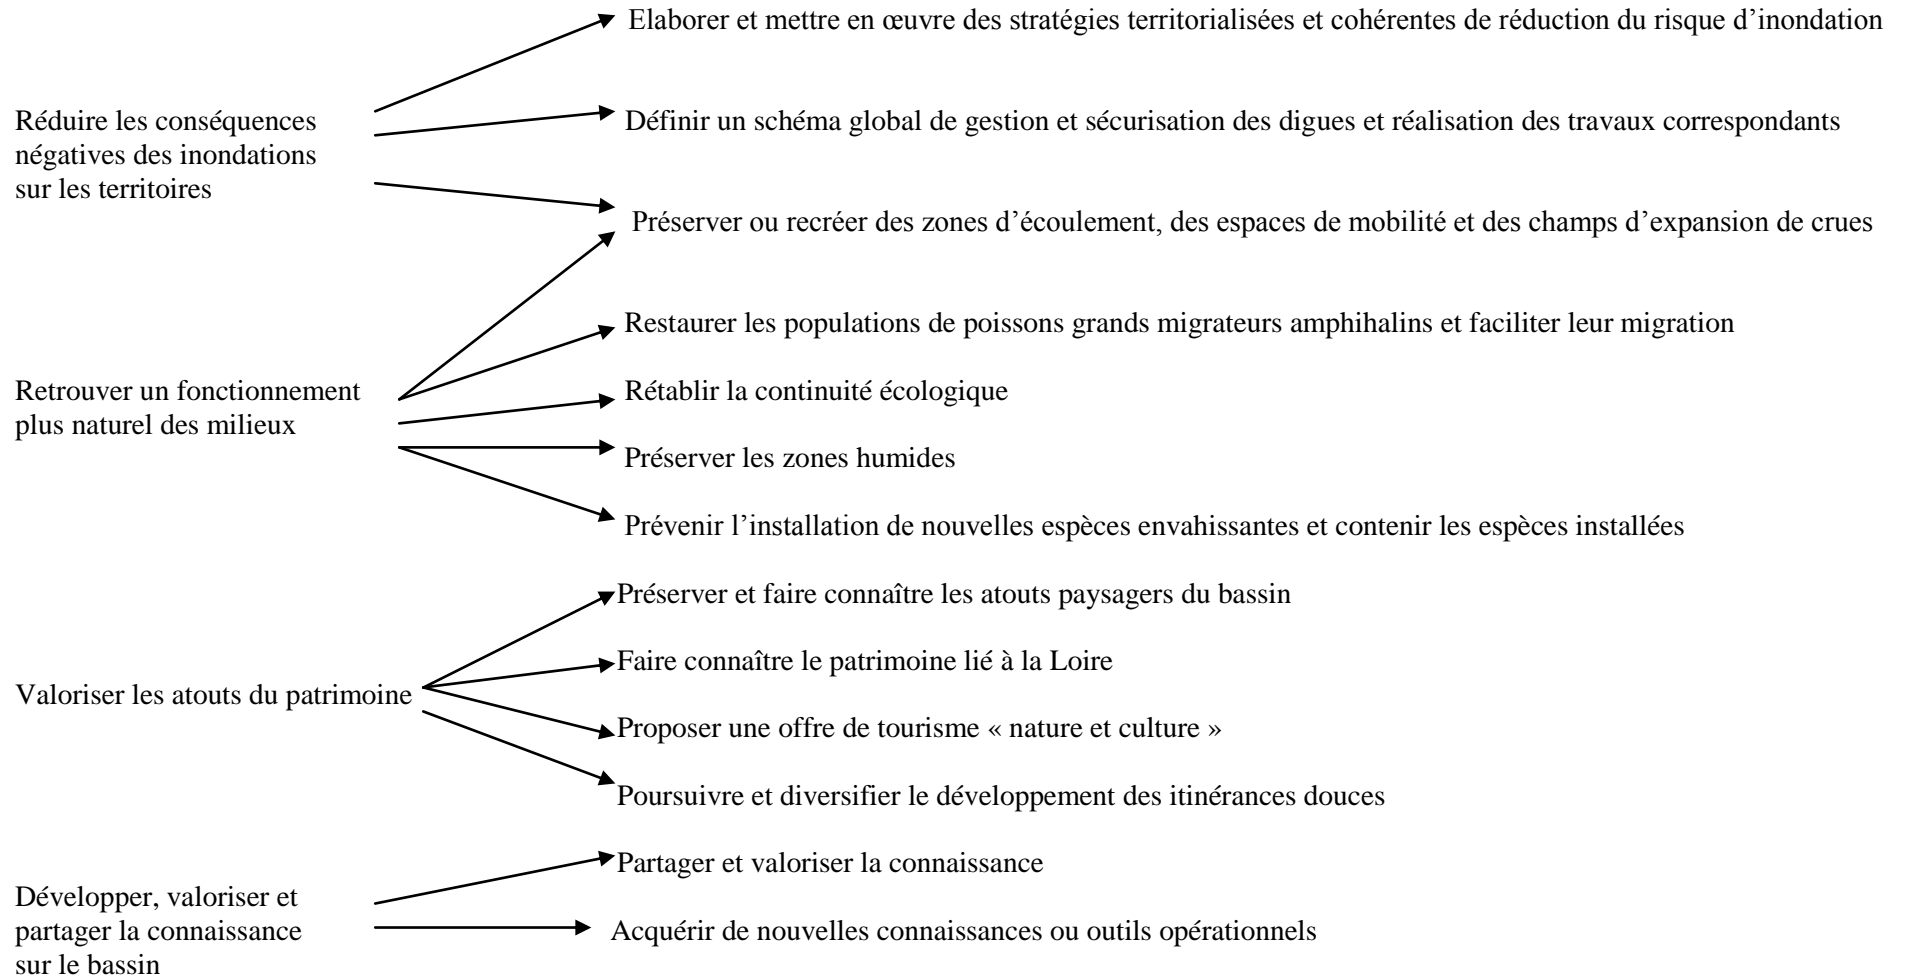 Elaborer et mettre en œuvre des stratégies territorialisées et cohérentes de réduction du risque d’inondation
Réduire les conséquences
négatives des inondations
sur les territoires
Définir un schéma global de gestion et sécurisation des digues et réalisation des travaux correspondants
Préserver ou recréer des zones d’écoulement, des espaces de mobilité et des champs d’expansion de crues
Restaurer les populations de poissons grands migrateurs amphihalins et faciliter leur migration
Retrouver un fonctionnement
plus naturel des milieux
Rétablir la continuité écologique
Préserver les zones humides
Prévenir l’installation de nouvelles espèces envahissantes et contenir les espèces installées
Préserver et faire connaître les atouts paysagers du bassin
Faire connaître le patrimoine lié à la Loire
Valoriser les atouts du patrimoine
Proposer une offre de tourisme « nature et culture »
Poursuivre et diversifier le développement des itinérances douces
Partager et valoriser la connaissance
Développer, valoriser et
partager la connaissance
sur le bassin
Acquérir de nouvelles connaissances ou outils opérationnels